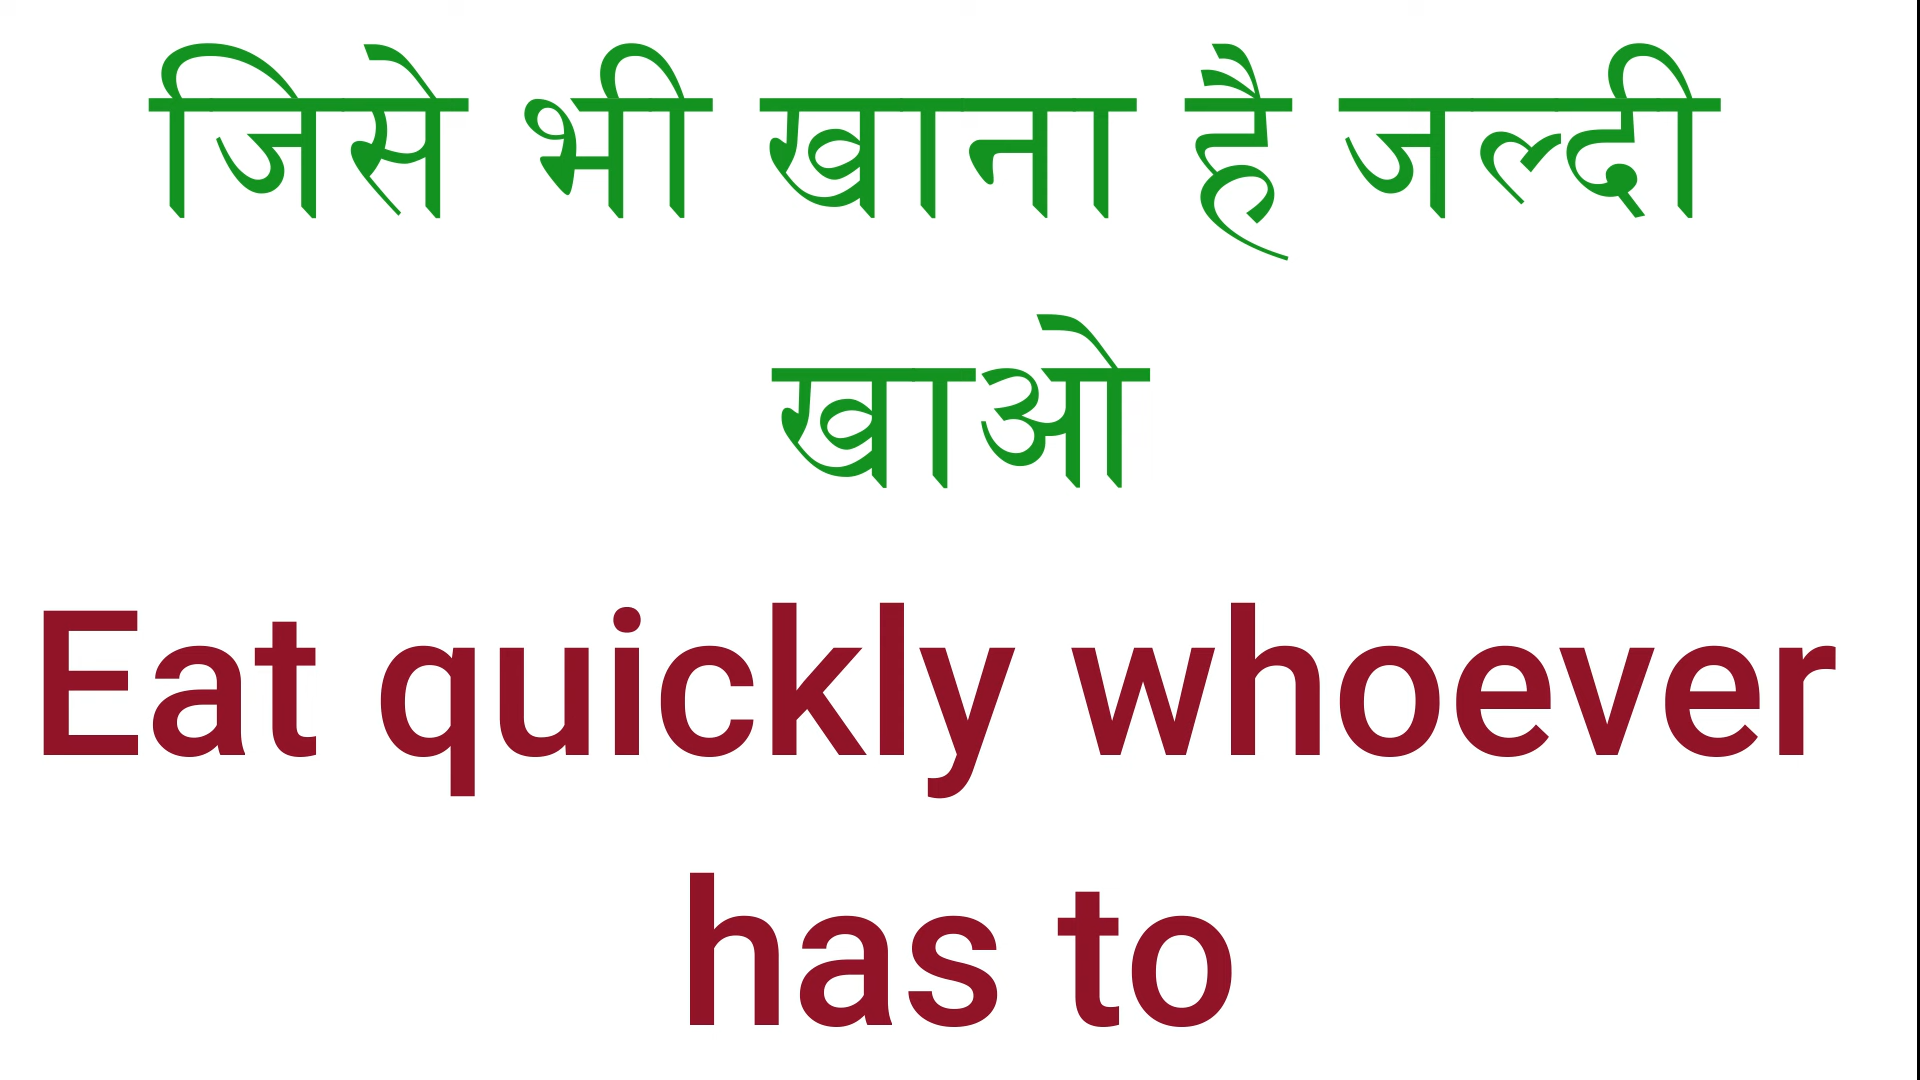 जिसे भी खाना है जल्दी
खाओ
Eat quickly whoever
has to